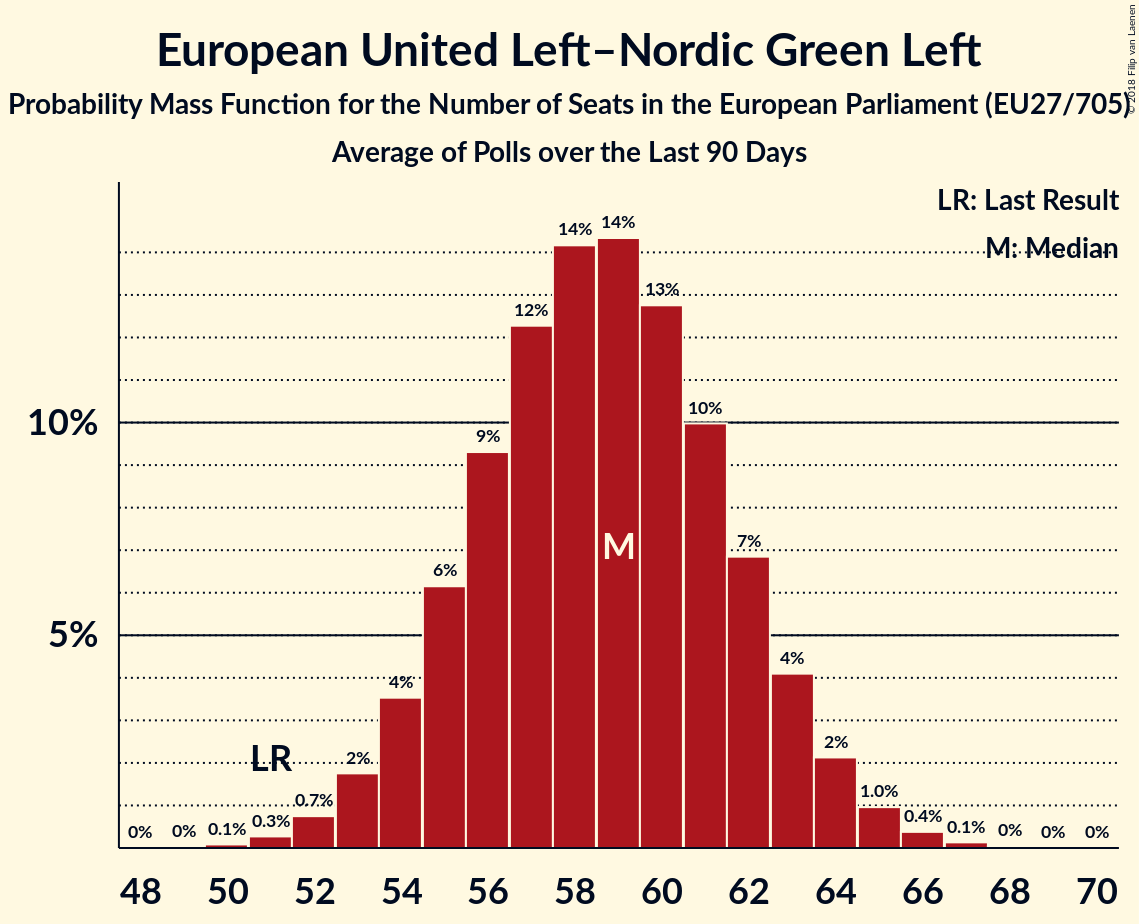 European United Left–Nordic Green Left
Probability Mass Function for the Number of Seats in the European Parliament (EU27/705)
Average of Polls over the Last 90 Days
© 2018 Filip van Laenen
LR: Last Result
M: Median
10%
5%
0% 0% 0.1% 0.3% 0.7% 2% 4% 6% 9% 12% 14% 14% 13% 10% 7% 4% 2% 1.0% 0.4% 0.1% 0% 0% 0%
LR
M
48 50 52 54 56 58 60 62 64 66 68 70